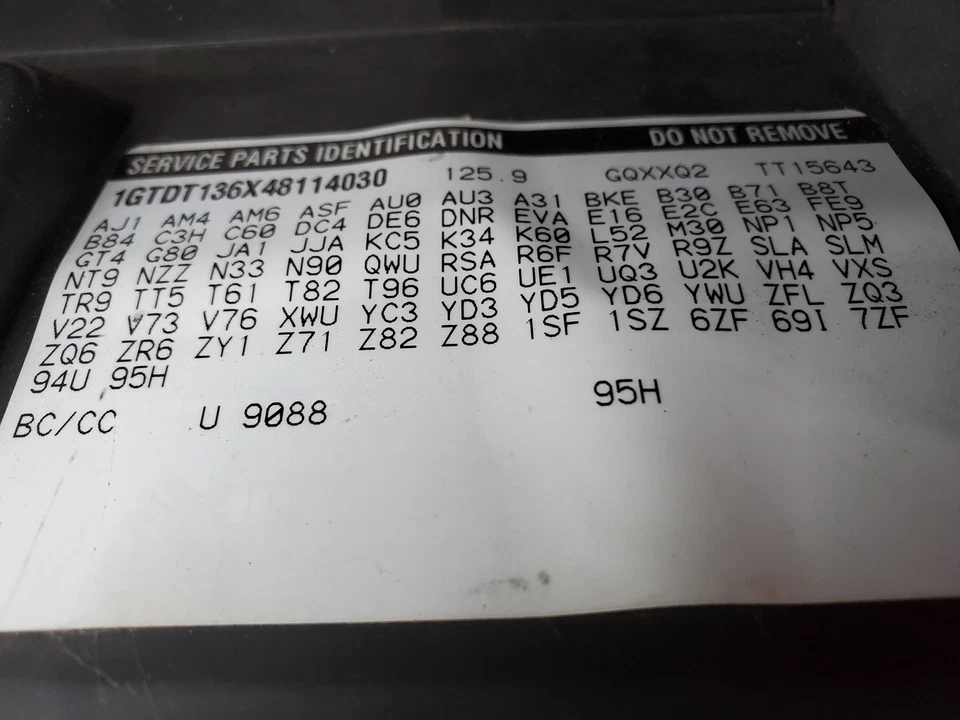 SERVICE PARTS IDENTIFICATION DO NOT REMOVE
1GTDT136X48114030 125.9 GQXXQ2 TT15643
AJ1 AM4 AM6 ASF AU0 AU3 A31 BKE B30 B71 B8T
B84 C3H C60 DC4 DE6 DNR EVA E16 E2C E63 FE9
GT4 G80 JA1 JJA KC5 K34 K60 L52 M30 NP1 NP5
NT9 NZZ N33 N90 QWU RSA R6F R7V R9Z SLA SLM
TR9 TT5 T61 T82 T96 UC6 UE1 UQ3 U2K VH4 VXS
V22 V73 V76 XWU YC3 YD3 YD5 YD6 YWU ZFL ZQ3
ZQ6 ZR6 ZY1 Z71 Z82 Z88 1SF 1SZ 6ZF 69I 7ZF
94U 95H
BC/CC U 9088 95H